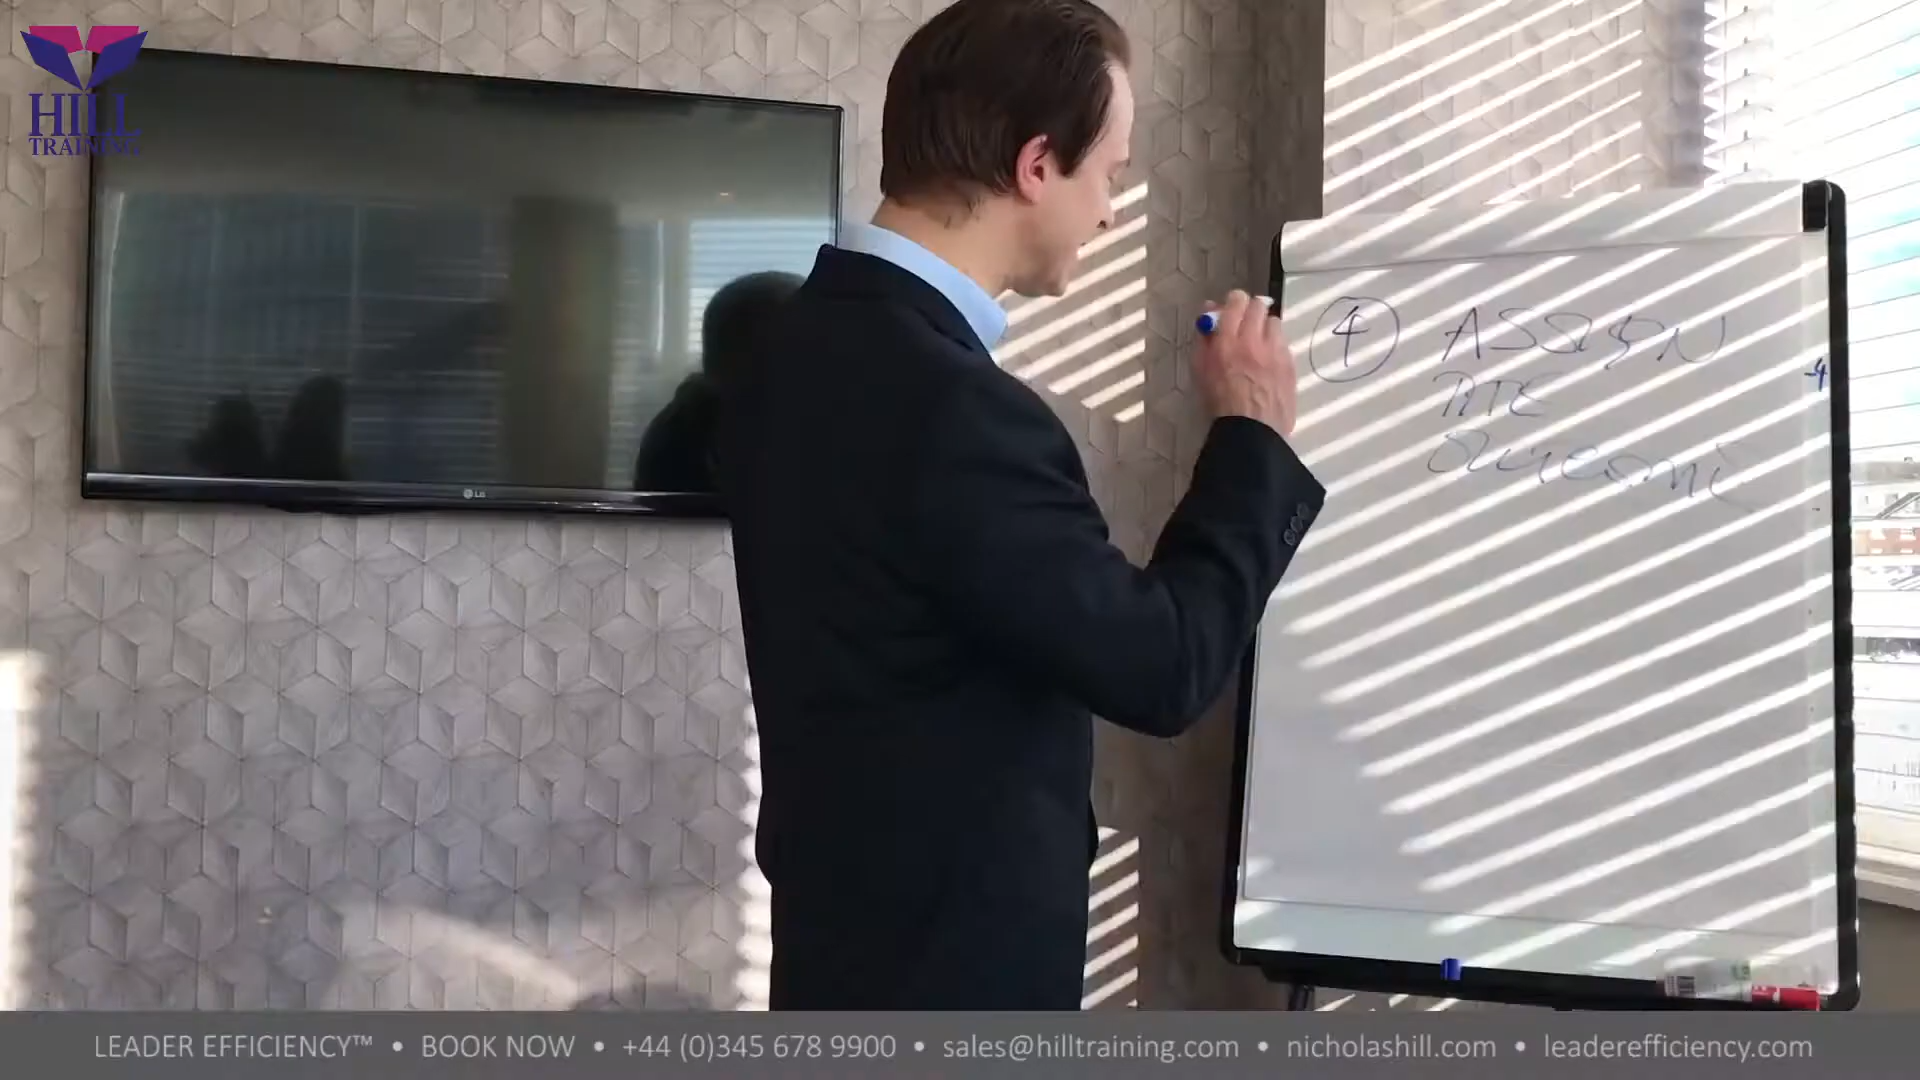 HILL
TRAINING
4 ASSIGN
THE
OUTCOME
LG
LEADER EFFICIENCY™ • BOOK NOW • +44 (0)345 678 9900 • sales@hilltraining.com • nicholashill.com • leaderefficiency.com